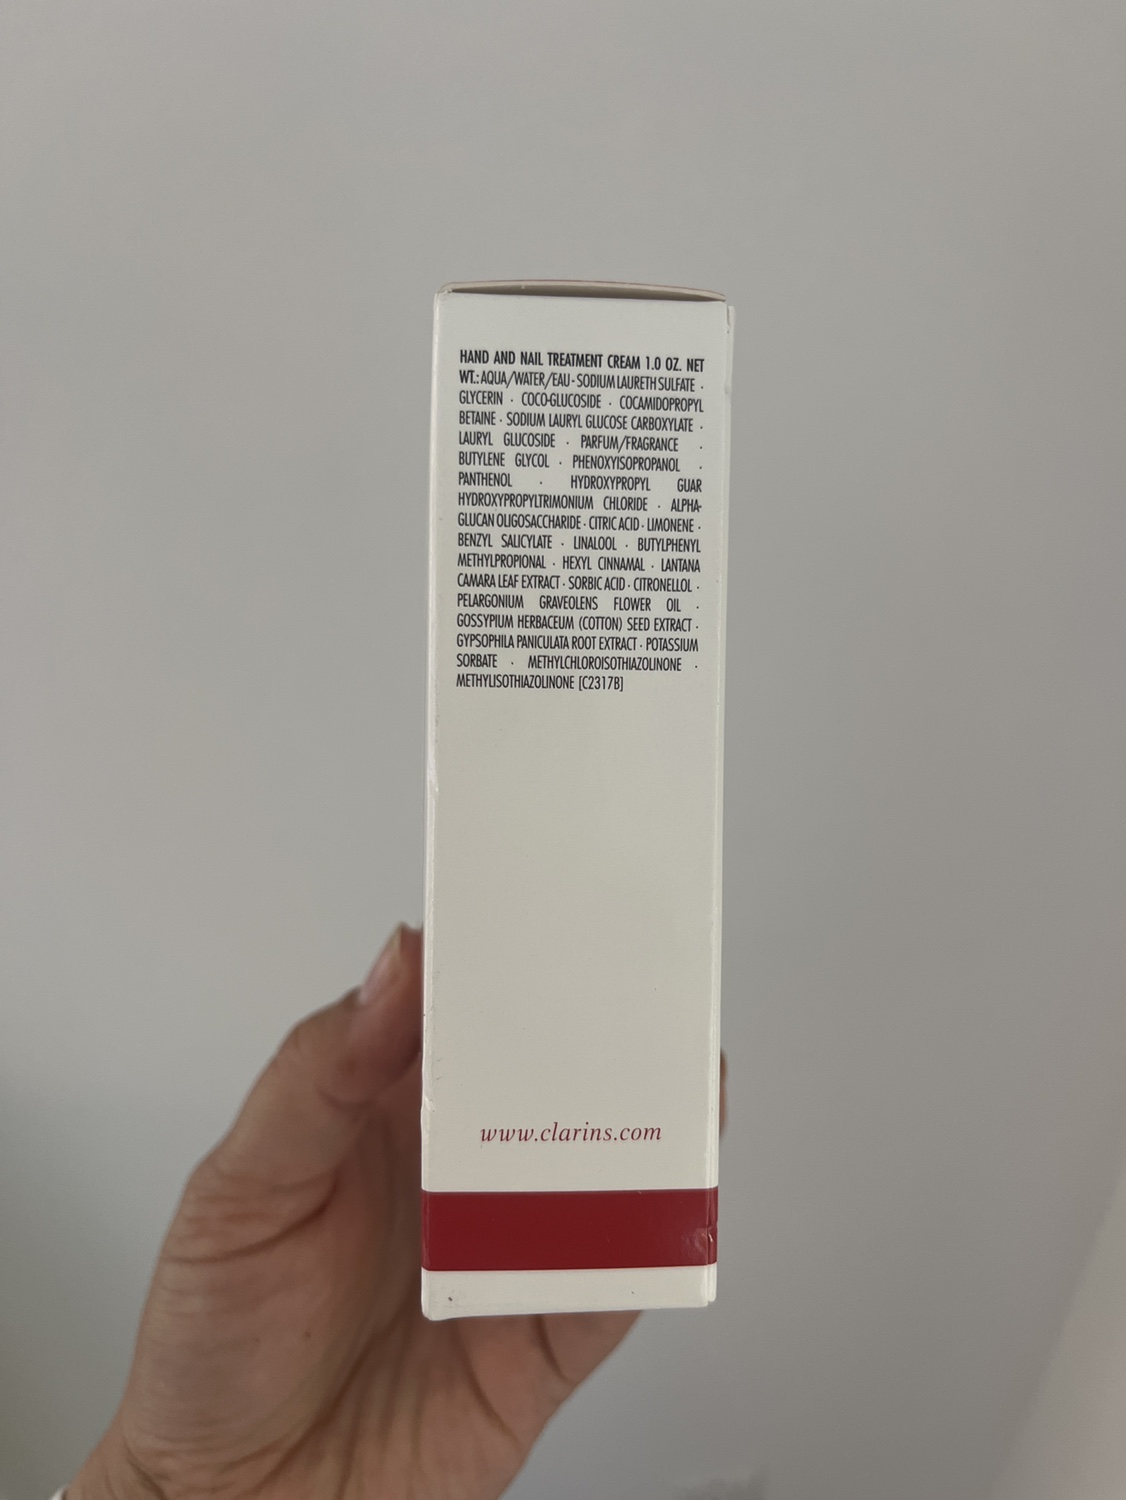 HAND AND NAIL TREATMENT CREAM 1.0 OZ. NET
WT.: AQUA/WATER/EAU · SODIUM LAURETH SULFATE ·
GLYCERIN · COCO-GLUCOSIDE · COCAMIDOPROPYL
BETAINE · SODIUM LAURYL GLUCOSE CARBOXYLATE ·
LAURYL GLUCOSIDE · PARFUM/FRAGRANCE ·
BUTYLENE GLYCOL · PHENOXYISOPROPANOL ·
PANTHENOL · HYDROXYPROPYL GUAR
HYDROXYPROPYLTRIMONIUM CHLORIDE · ALPHA-
GLUCAN OLIGOSACCHARIDE · CITRIC ACID · LIMONENE ·
BENZYL SALICYLATE · LINALOOL · BUTYLPHENYL
METHYLPROPIONAL · HEXYL CINNAMAL · LANTANA
CAMARA LEAF EXTRACT · SORBIC ACID · CITRONELLOL ·
PELARGONIUM GRAVEOLENS FLOWER OIL ·
GOSSYPIUM HERBACEUM (COTTON) SEED EXTRACT ·
GYPSOPHILA PANICULATA ROOT EXTRACT · POTASSIUM
SORBATE · METHYLCHLOROISOTHIAZOLINONE ·
METHYLISOTHIAZOLINONE [C2317B]
www.clarins.com